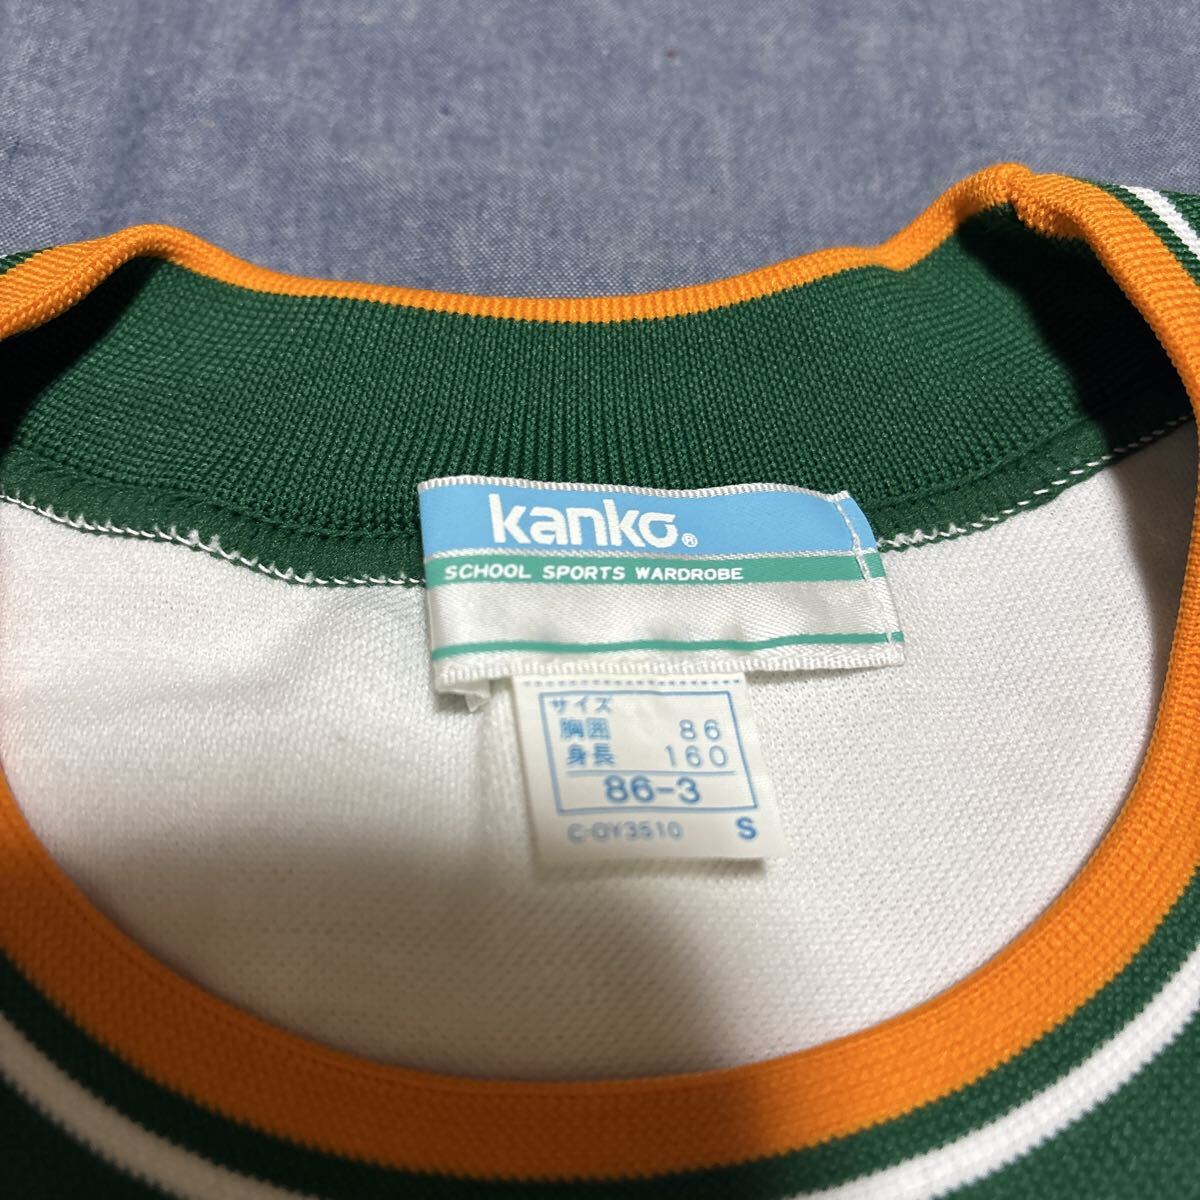 kanko®
SCHOOL SPORTS WARDROBE
サイズ
胸囲 86
身長 160
86-3
C-OY3510 S